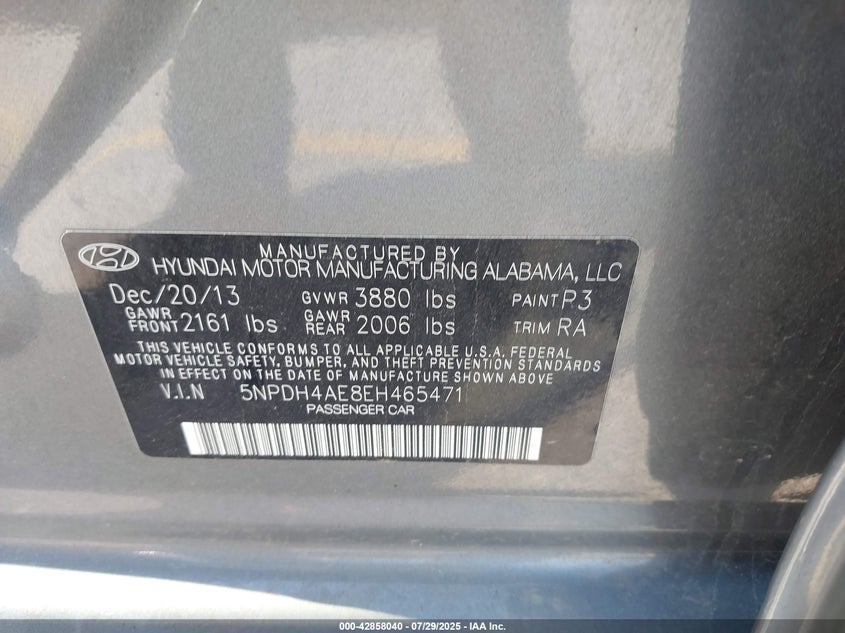 MANUFACTURED BY
HYUNDAI MOTOR MANUFACTURING ALABAMA, LLC
Dec/20/13 GVWR 3880 lbs PAINT P3
GAWR FRONT 2161 lbs GAWR REAR 2006 lbs TRIM RA
THIS VEHICLE CONFORMS TO ALL APPLICABLE U.S.A. FEDERAL
MOTOR VEHICLE SAFETY, BUMPER, AND THEFT PREVENTION STANDARDS
IN EFFECT ON THE DATE OF MANUFACTURE SHOWN ABOVE.
V.I.N 5NPDH4AE8EH465471
PASSENGER CAR
000-42858040 - 07/29/2025 - IAA Inc.